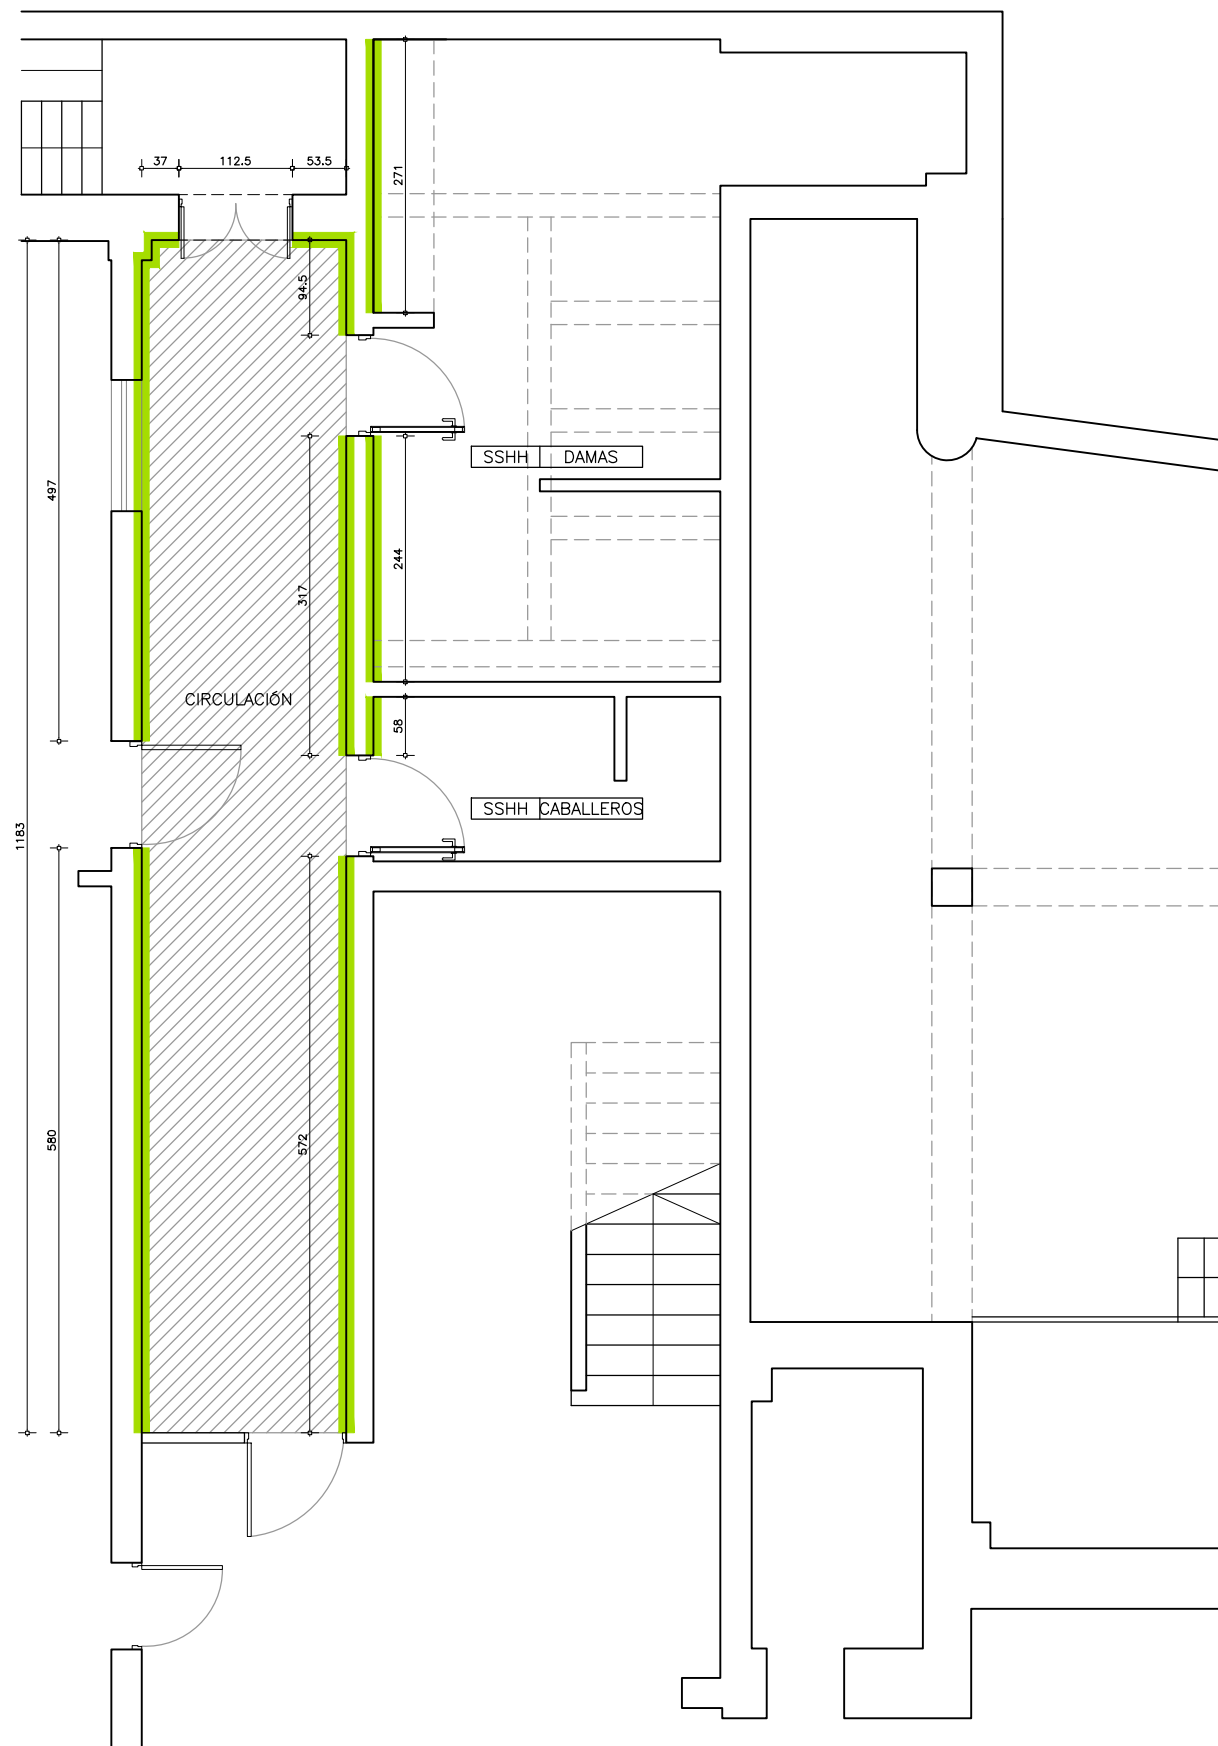 37 112.5 53.5
271
94.5
497
SSHH DAMAS
244
317
CIRCULACIÓN
58
SSHH CABALLEROS
1183
580
572